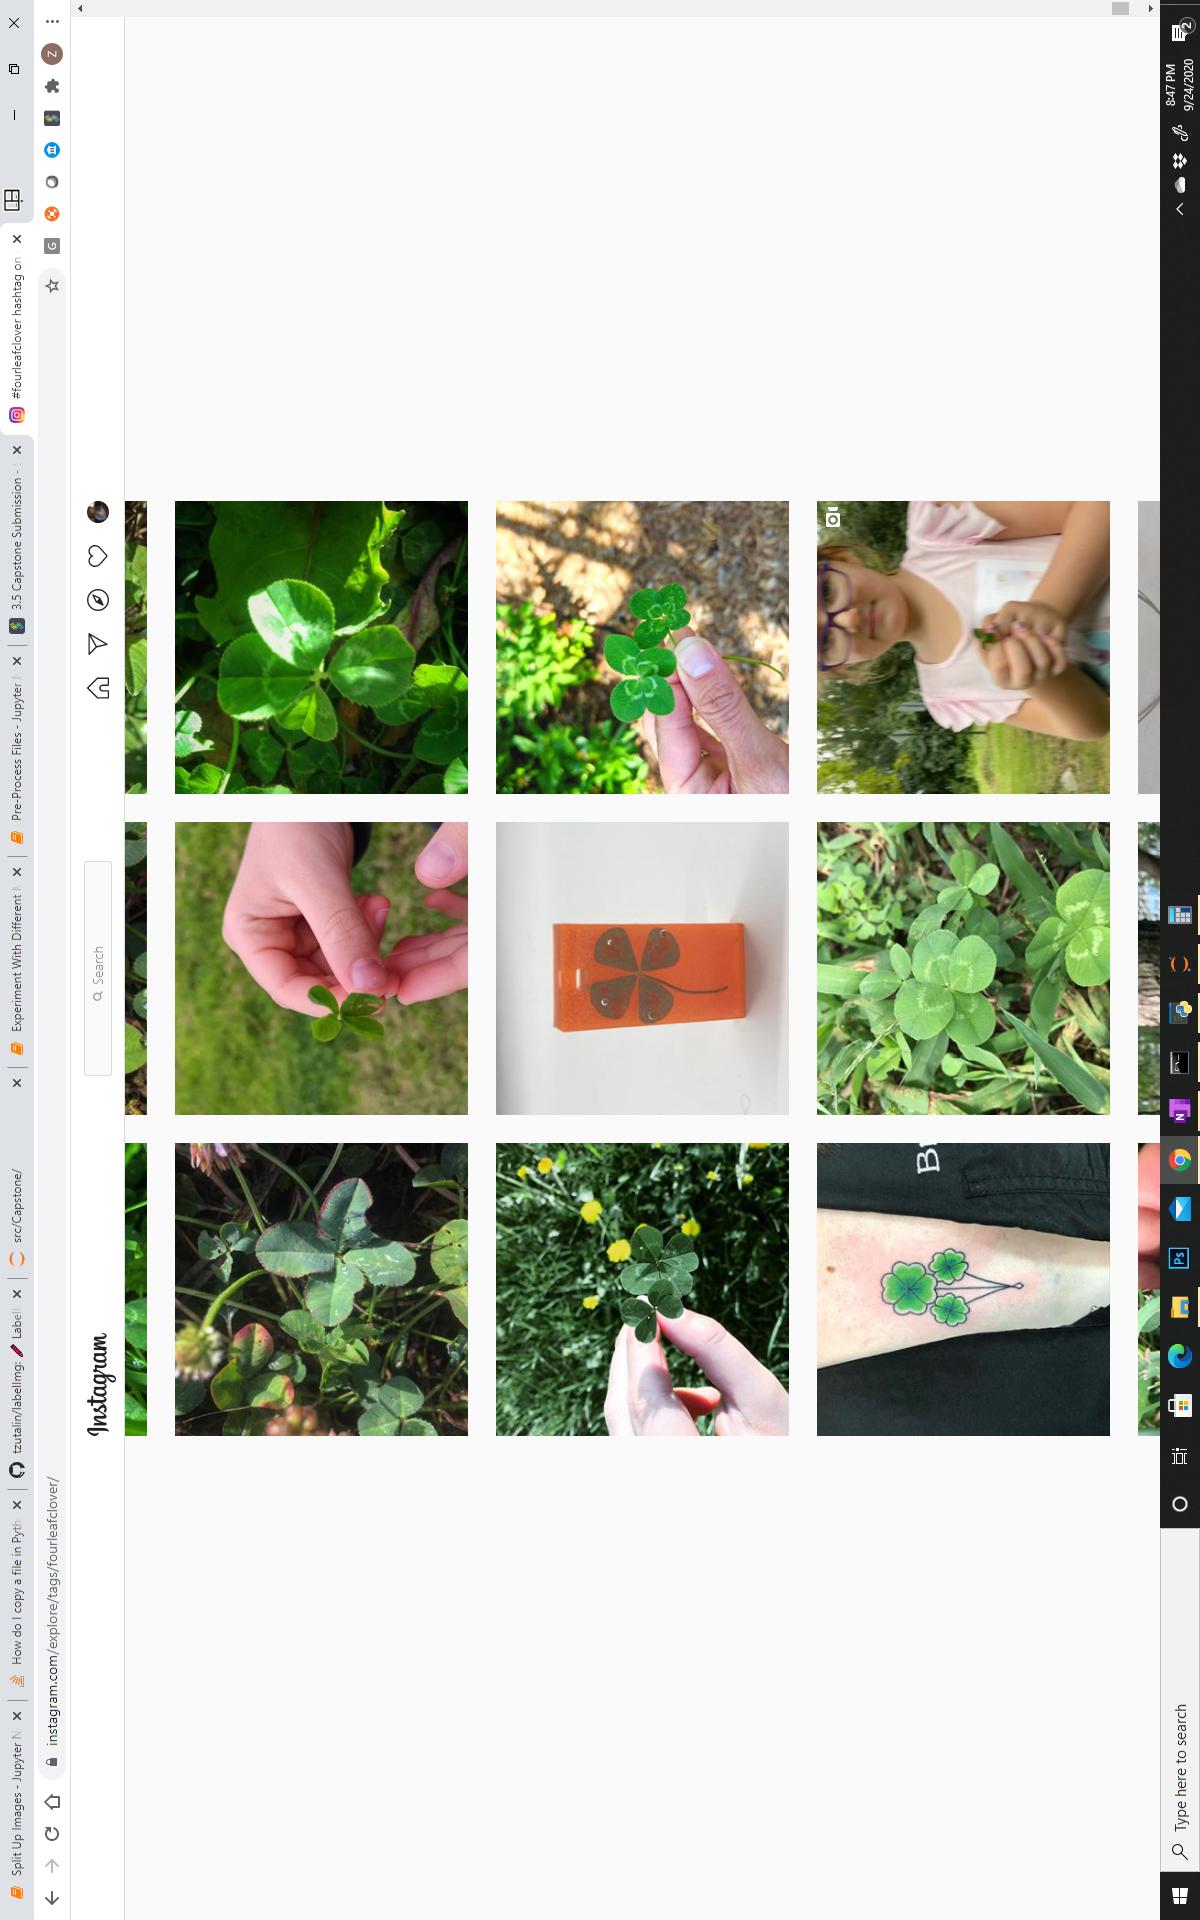 Split Up Images - Jupyter N
How do I copy a file in Pyth
tzutalin/labelImg:
Labell
src/Capstone/
Experiment With Different N
Pre-Process Files - Jupyter N
3.5 Capstone Submission -
#fourleafclover hashtag on
instagram.com/explore/tags/fourleafclover/
G
Z
Instagram
Search
Type here to search
Ps
N
8:47 PM
9/24/2020
2